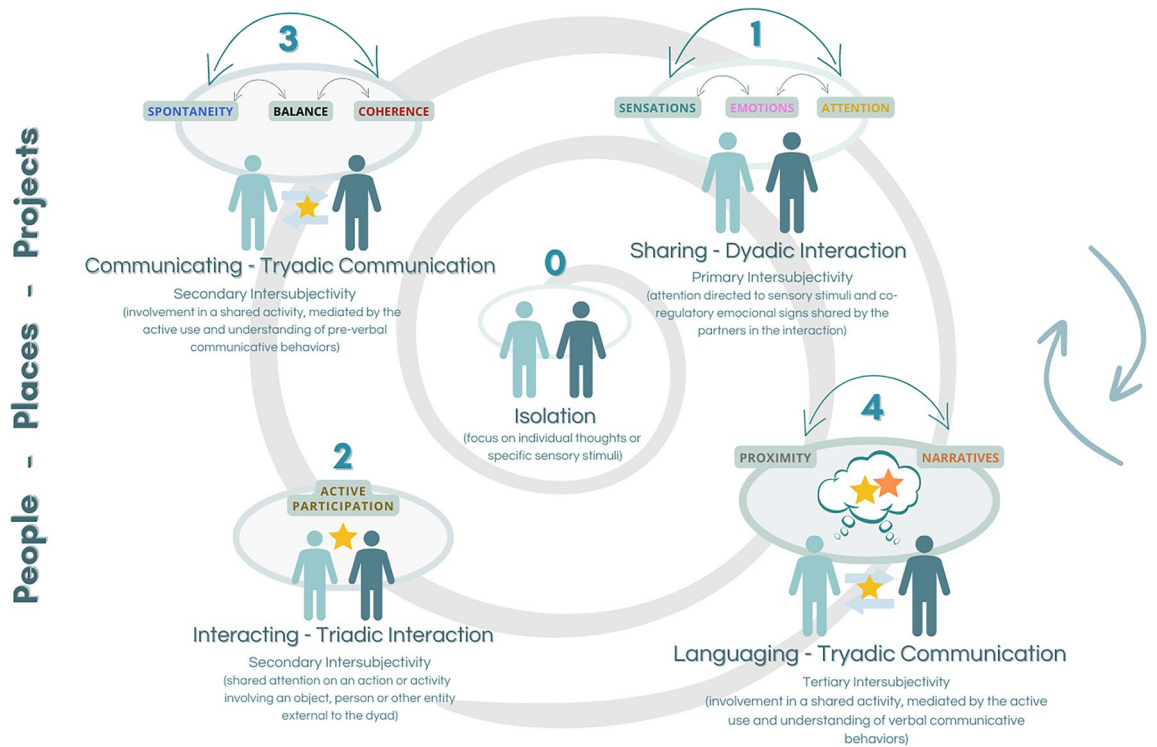 People - Places - Projects
0
Isolation
(focus on individual thoughts or
specific sensory stimuli)
1
SENSATIONS
EMOTIONS
ATTENTION
Sharing - Dyadic Interaction
Primary Intersubjectivity
(attention directed to sensory stimuli and co-
regulatory emocional signs shared by the
partners in the interaction)
2
ACTIVE
PARTICIPATION
Interacting - Triadic Interaction
Secondary Intersubjectivity
(shared attention on an action or activity
involving an object, person or other entity
external to the dyad)
3
SPONTANEITY
BALANCE
COHERENCE
Communicating - Tryadic Communication
Secondary Intersubjectivity
(involvement in a shared activity, mediated by the
active use and understanding of pre-verbal
communicative behaviors)
4
PROXIMITY
NARRATIVES
Languaging - Tryadic Communication
Tertiary Intersubjectivity
(involvement in a shared activity, mediated by the active
use and understanding of verbal communicative
behaviors)